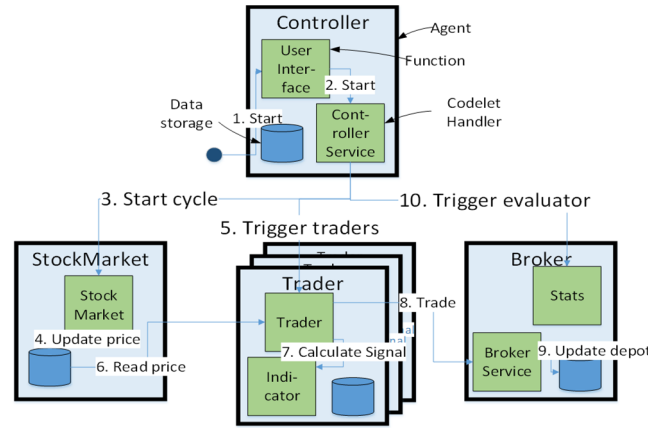 Controller
Agent
User
Inter-
face
Function
2. Start
Data
storage
1. Start
Cont-
roller
Service
Codelet
Handler
3. Start cycle
10. Trigger evaluator
5. Trigger traders
StockMarket
Stock
Market
4. Update price
6. Read price
Trader
Trader
7. Calculate Signal
Indi-
cator
8. Trade
Broker
Stats
Broker
Service
9. Update depot